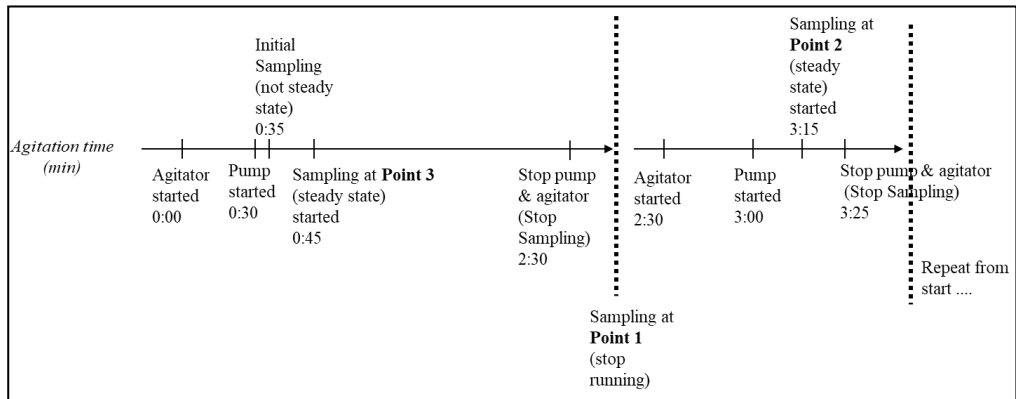 Agitation time
(min)
Initial
Sampling
(not steady
state)
0:35
Agitator
started
0:00
Pump
started
0:30
Sampling at Point 3
(steady state)
started
0:45
Stop pump
& agitator
(Stop
Sampling)
2:30
Sampling at
Point 1
(stop
running)
Agitator
started
2:30
Pump
started
3:00
Sampling at
Point 2
(steady
state)
started
3:15
Stop pump & agitator
(Stop Sampling)
3:25
Repeat from
start ....